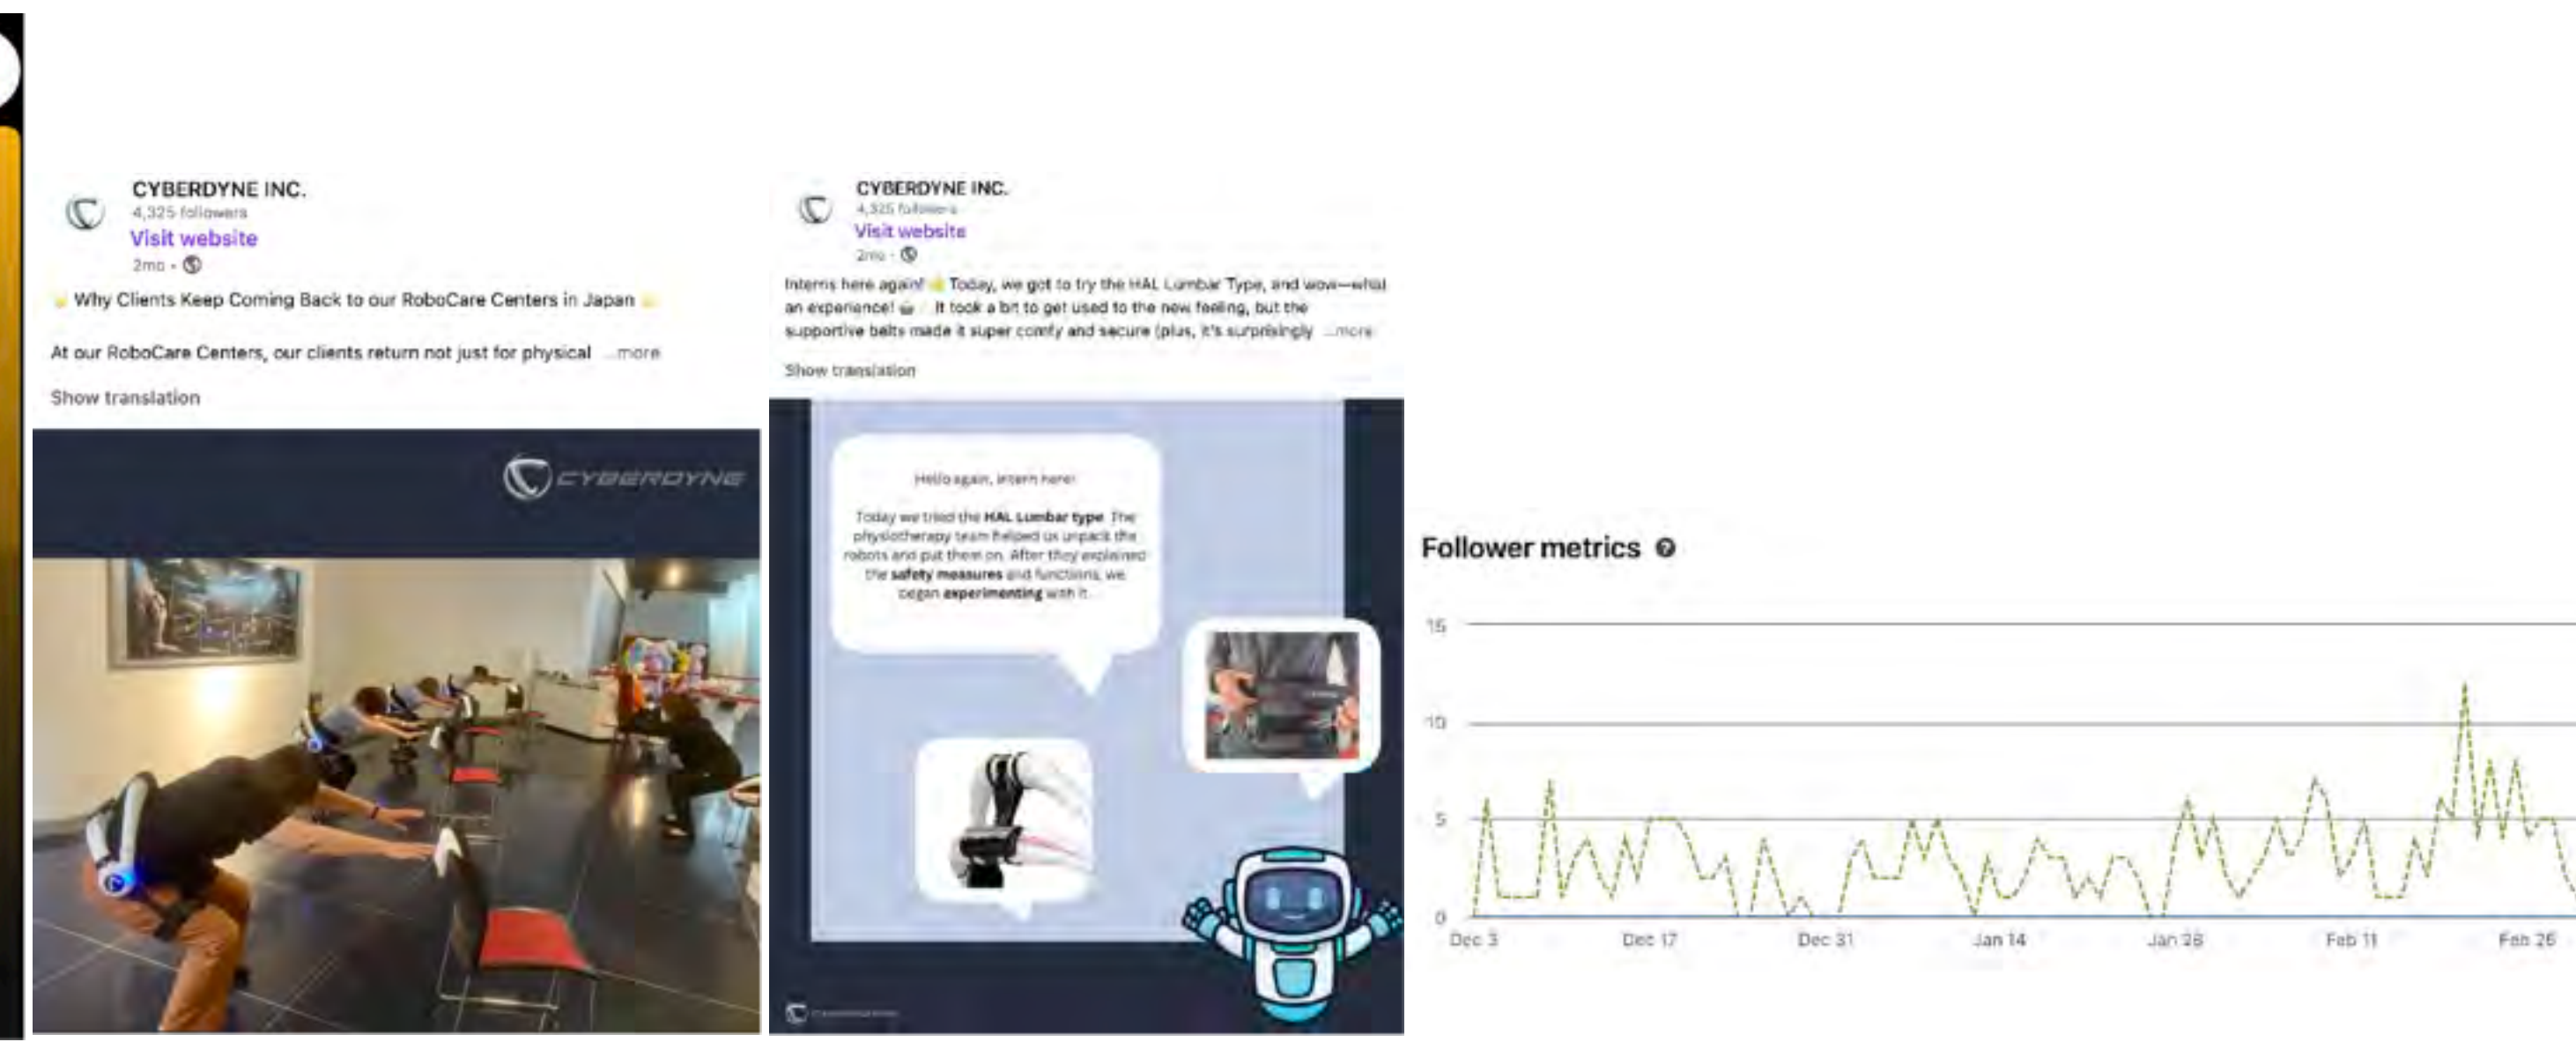 CYBERDYNE INC.
4,325 followers
Visit website
2mo •
Why Clients Keep Coming Back to our RoboCare Centers in Japan
At our RoboCare Centers, our clients return not just for physical ...more
Show translation
CYBERDYNE
CYBERDYNE INC.
4,325 followers
Visit website
2mo •
Interns here again! Today, we got to try the HAL Lumbar Type, and wow—what
an experience! It took a bit to get used to the new feeling, but the
supportive belts made it super comfy and secure (plus, it's surprisingly ...more
Show translation
Hello again, intern here!
Today we tried the HAL Lumbar type. The
physiotherapy team helped us unpack the
robots and put them on. After they explained
the safety measures and functions, we
began experimenting with it.
CYBERDYNE
Follower metrics
15
10
5
0
Dec 3 Dec 17 Dec 31 Jan 14 Jan 28 Feb 11 Feb 25